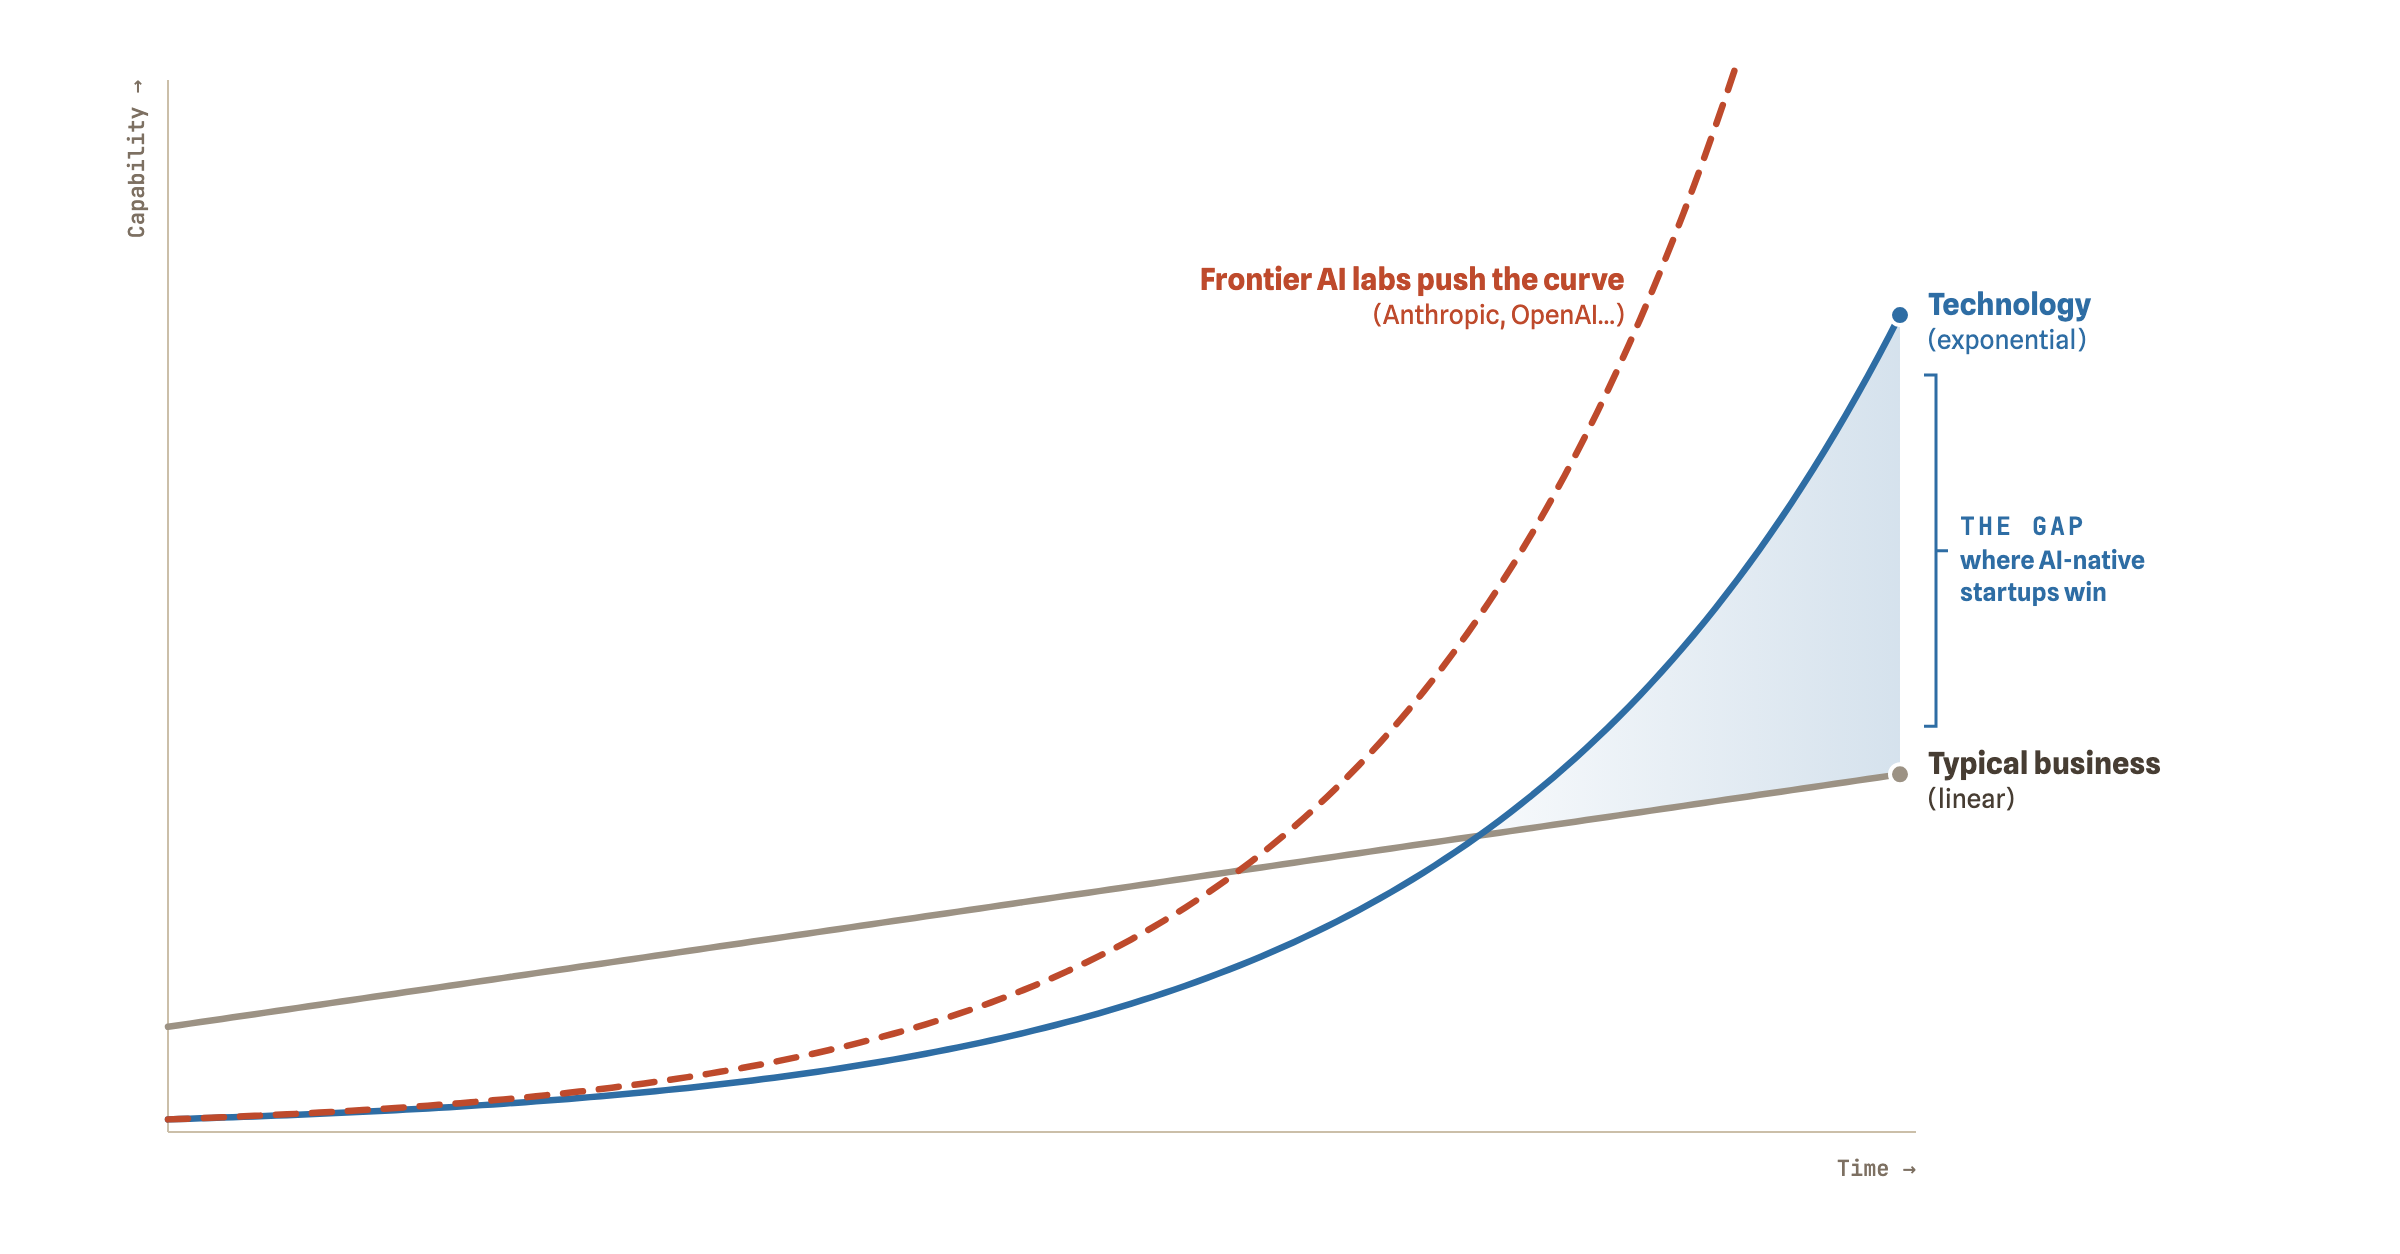 Capability →
Frontier AI labs push the curve
(Anthropic, OpenAI...)
Technology
(exponential)
THE GAP
where AI-native
startups win
Typical business
(linear)
Time →